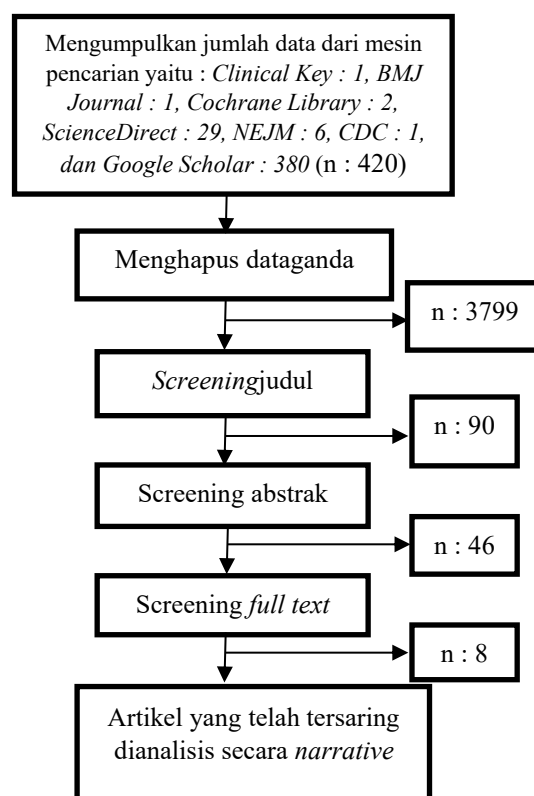 Mengumpulkan jumlah data dari mesin
pencarian yaitu : Clinical Key : 1, BMJ
Journal : 1, Cochrane Library : 2,
ScienceDirect : 29, NEJM : 6, CDC : 1,
dan Google Scholar : 380 (n : 420)
Menghapus dataganda
n : 3799
Screeningjudul
n : 90
Screening abstrak
n : 46
Screening full text
n : 8
Artikel yang telah tersaring
dianalisis secara narrative